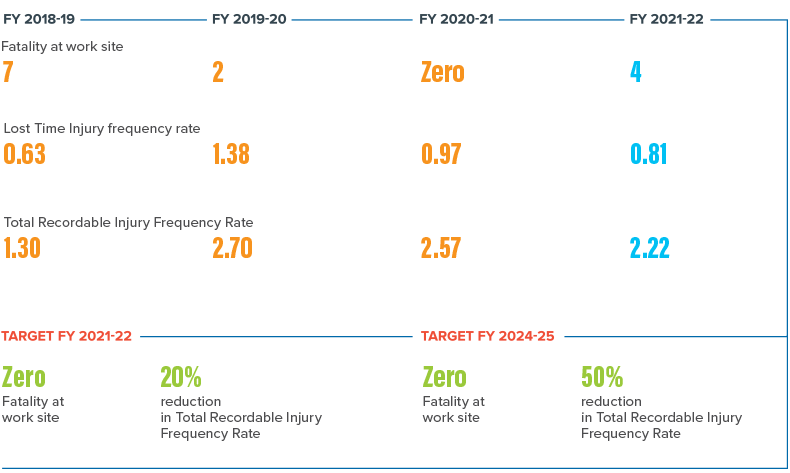 FY 2018-19 FY 2019-20 FY 2020-21 FY 2021-22
Fatality at work site
7 2 Zero 4
Lost Time Injury frequency rate
0.63 1.38 0.97 0.81
Total Recordable Injury Frequency Rate
1.30 2.70 2.57 2.22
TARGET FY 2021-22
Zero
Fatality at
work site
20%
reduction
in Total Recordable Injury
Frequency Rate
TARGET FY 2024-25
Zero
Fatality at
work site
50%
reduction
in Total Recordable Injury
Frequency Rate